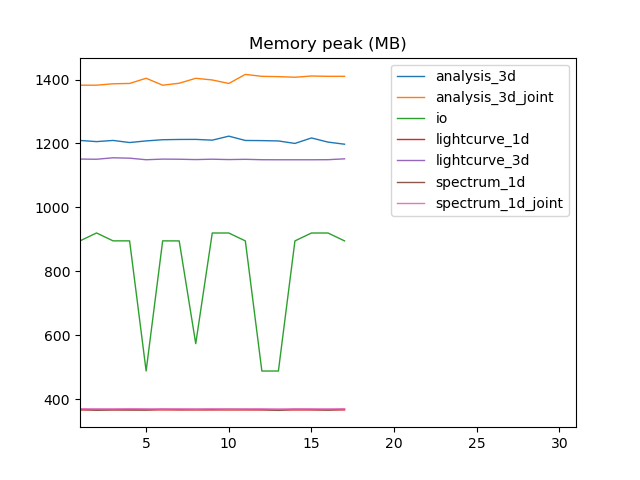 Memory peak (MB)
1400
1200
1000
800
600
400
5 10 15 20 25 30
analysis_3d
analysis_3d_joint
io
lightcurve_1d
lightcurve_3d
spectrum_1d
spectrum_1d_joint